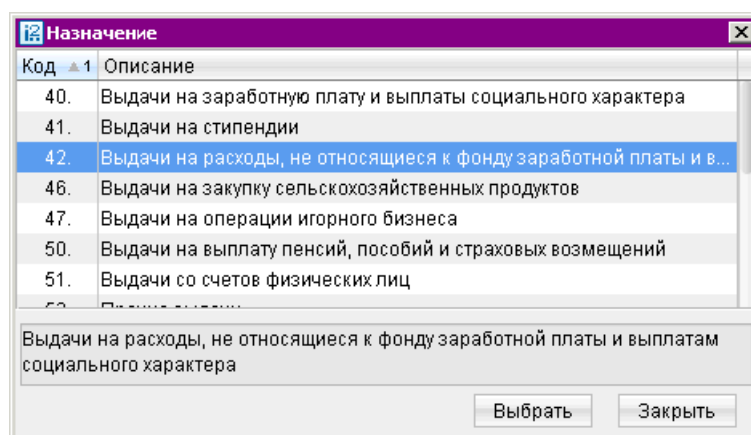 Назначение
Код 1 Описание
40. Выдачи на заработную плату и выплаты социального характера
41. Выдачи на стипендии
42. Выдачи на расходы, не относящиеся к фонду заработной платы и в...
46. Выдачи на закупку сельскохозяйственных продуктов
47. Выдачи на операции игорного бизнеса
50. Выдачи на выплату пенсий, пособий и страховых возмещений
51. Выдачи со счетов физических лиц
Выдачи на расходы, не относящиеся к фонду заработной платы и выплатам
социального характера
Выбрать Закрыть